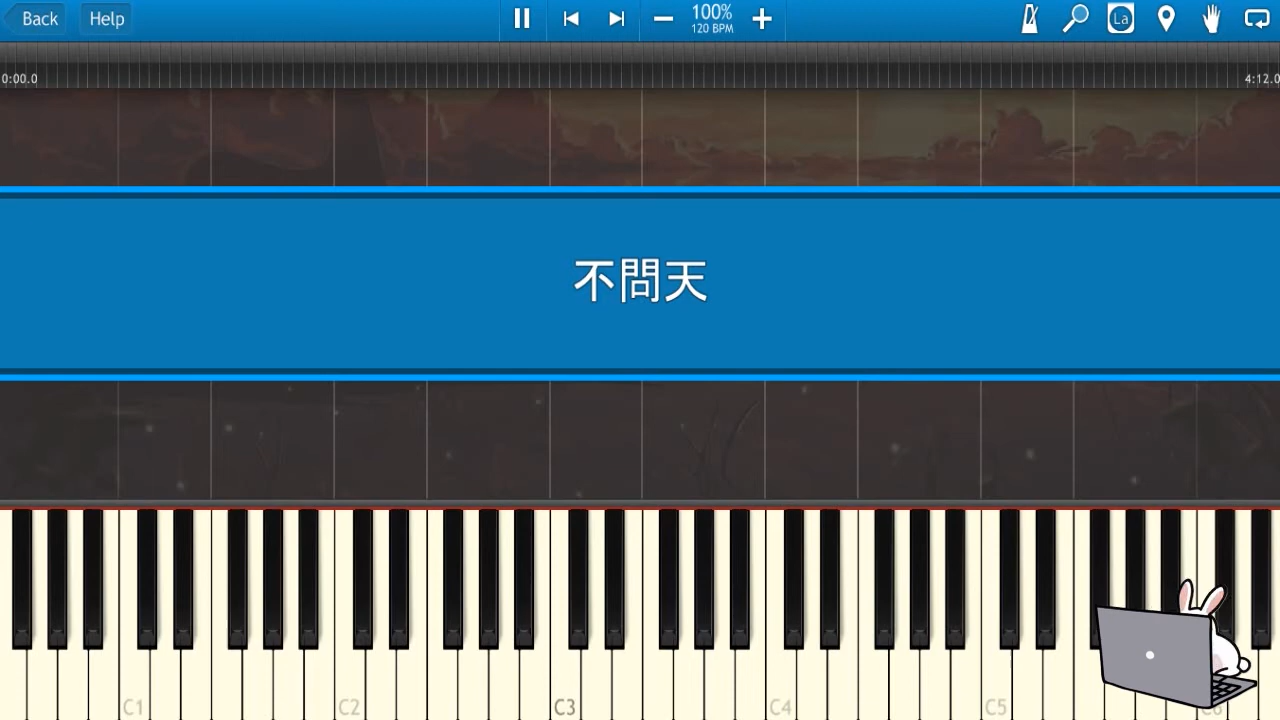 Back Help 100%
120 BPM
La
0:00.0 4:12.0
不問天
C1 C2 C3 C4 C5